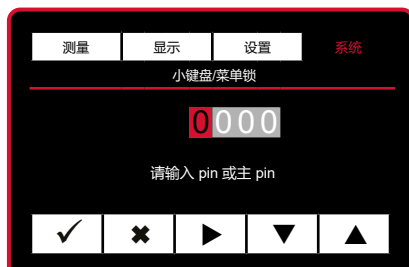 测量 显示 设置 系统
小键盘/菜单锁
0000
请输入 pin 或主 pin